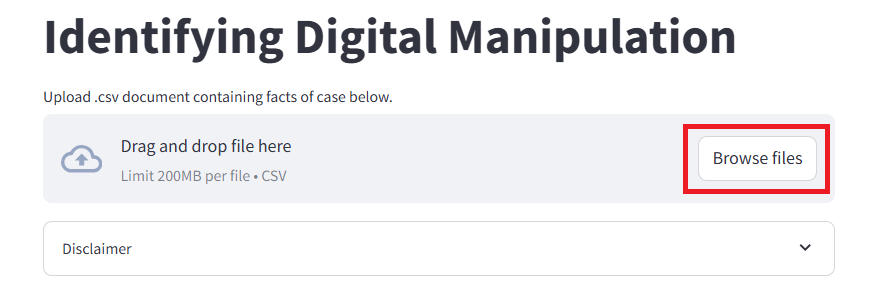 Identifying Digital Manipulation
Upload .csv document containing facts of case below.
Drag and drop file here
Limit 200MB per file • CSV
Browse files
Disclaimer